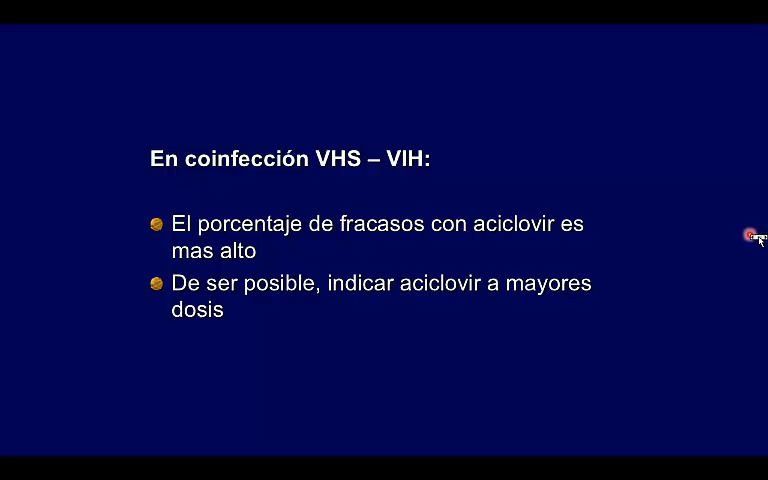 En coinfección VHS – VIH:
El porcentaje de fracasos con aciclovir es
mas alto
De ser posible, indicar aciclovir a mayores
dosis